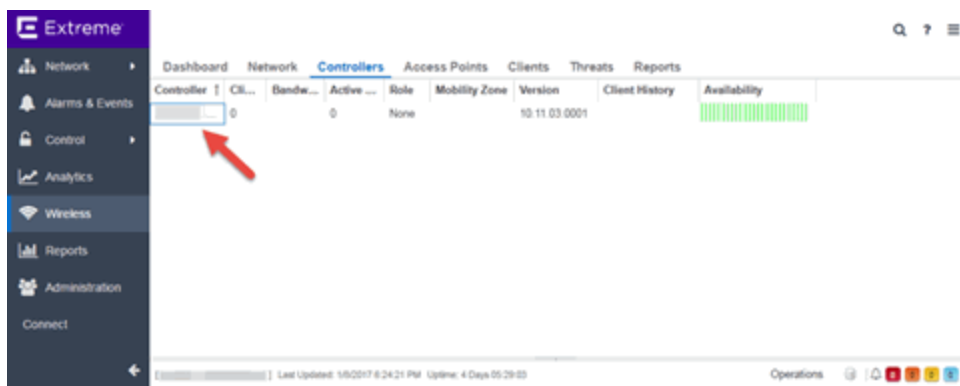 Extreme
Network
Alarms & Events
Control
Analytics
Wireless
Reports
Administration
Connect
Dashboard Network Controllers Access Points Clients Threats Reports
Controller Cli... Bandw... Active ... Role Mobility Zone Version Client History Availability
0 0 None 10.11.03.0001
Last Updated: 1/6/2017 6:24:21 PM Uptime: 4 Days 05:29:03
Operations